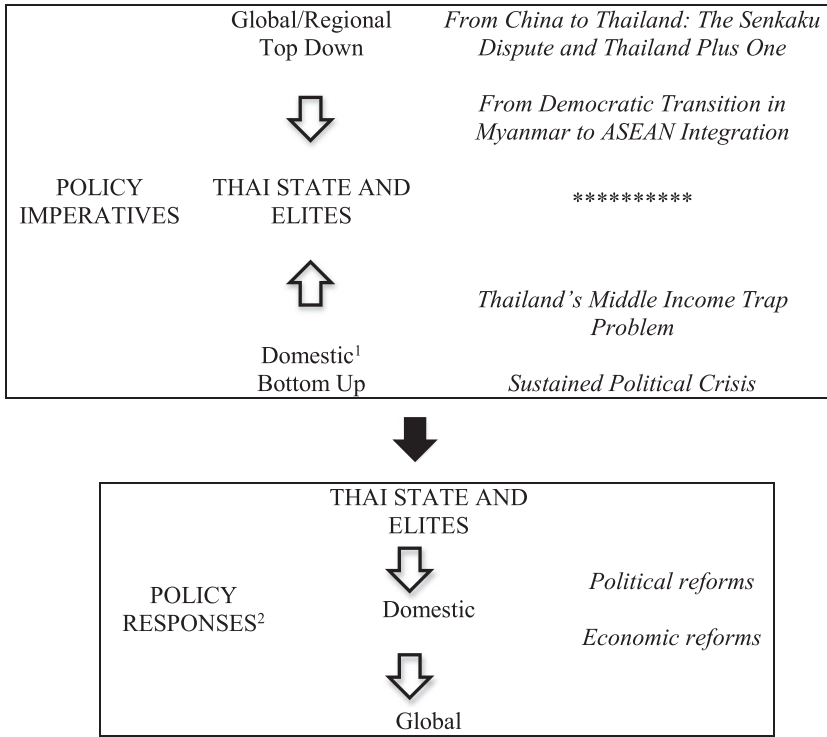 Global/Regional
Top Down
From China to Thailand: The Senkaku
Dispute and Thailand Plus One
From Democratic Transition in
Myanmar to ASEAN Integration
POLICY
IMPERATIVES
THAI STATE AND
ELITES
**********
Thailand’s Middle Income Trap
Problem
Domestic¹
Bottom Up
Sustained Political Crisis
THAI STATE AND
ELITES
POLICY
RESPONSES²
Domestic
Political reforms
Economic reforms
Global